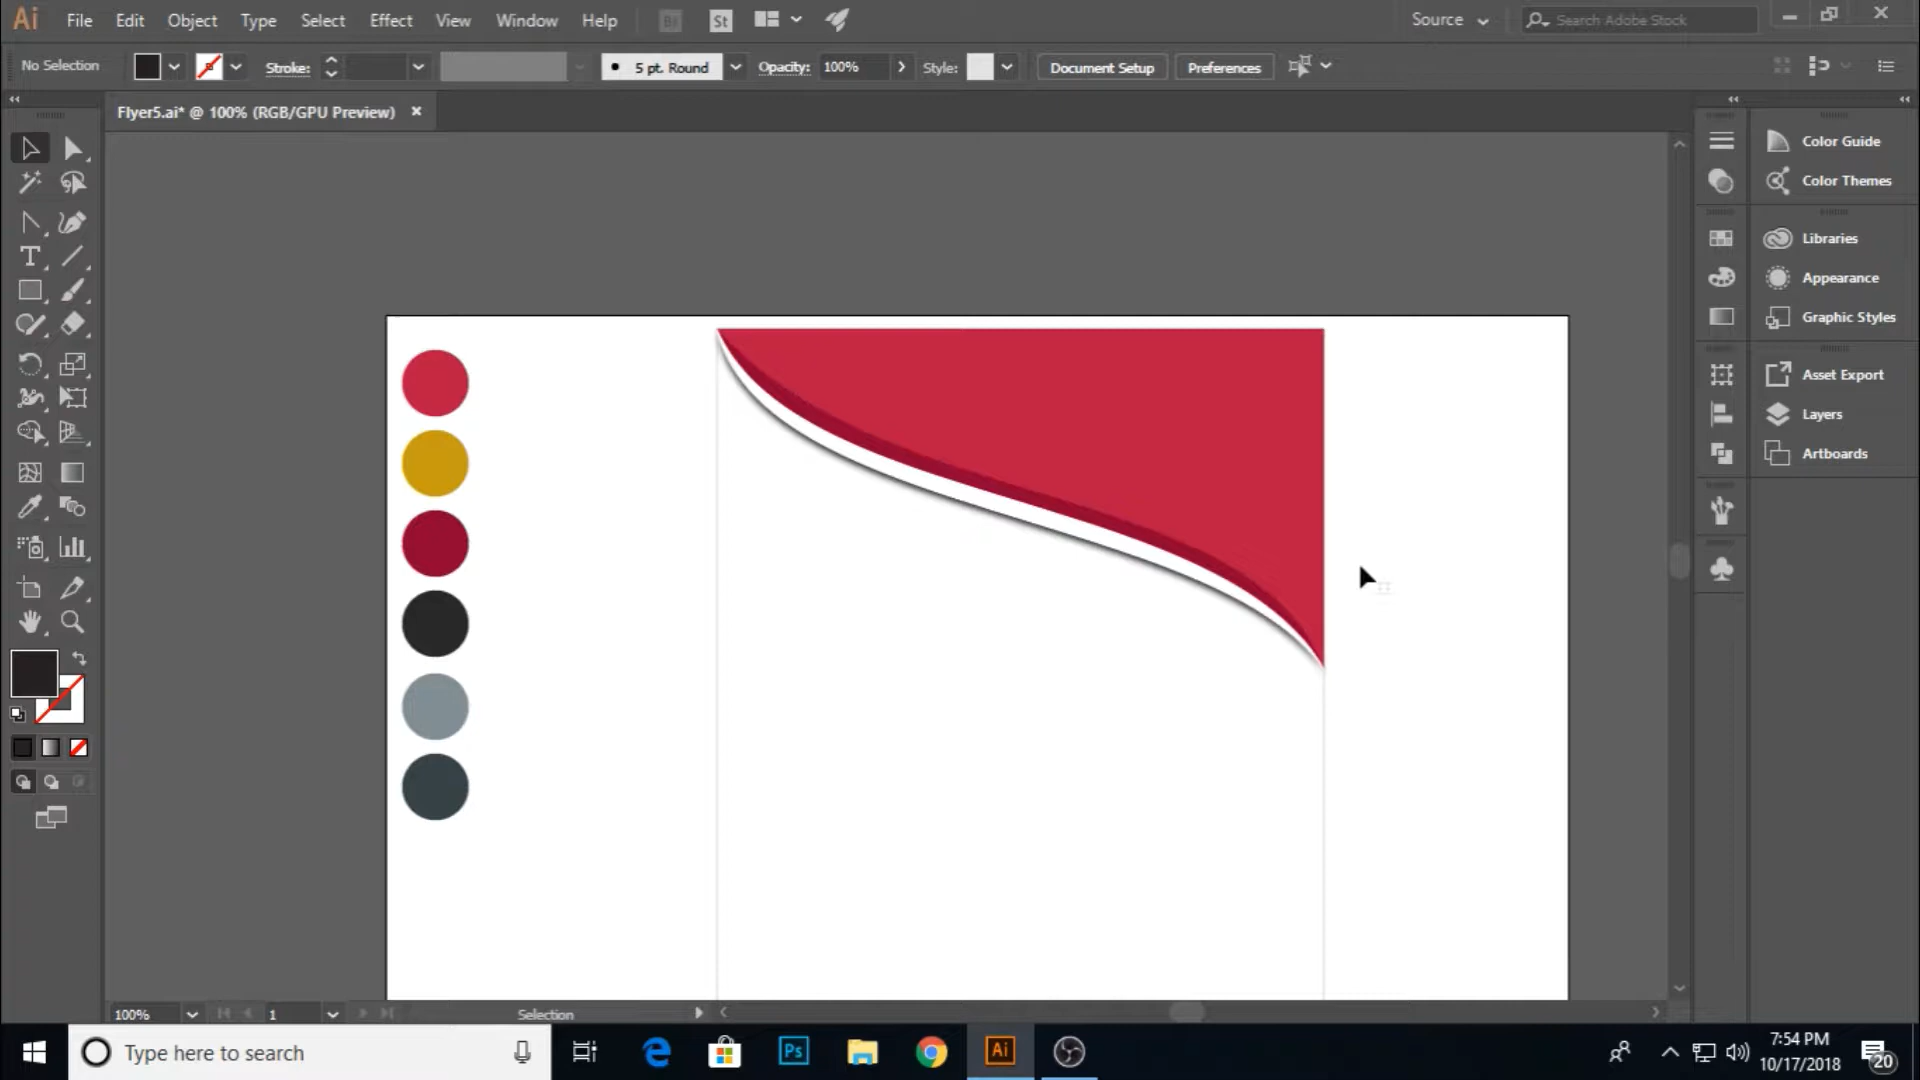 Ai File Edit Object Type Select Effect View Window Help Br St Source Search Adobe Stock
No Selection Stroke: 5 pt. Round Opacity: 100% Style: Document Setup Preferences
Flyer5.ai* @ 100% (RGB/GPU Preview)
Color Guide
Color Themes
Libraries
Appearance
Graphic Styles
Asset Export
Layers
Artboards
T
100% 1 Selection
Type here to search Ps Ai 7:54 PM
10/17/2018
20